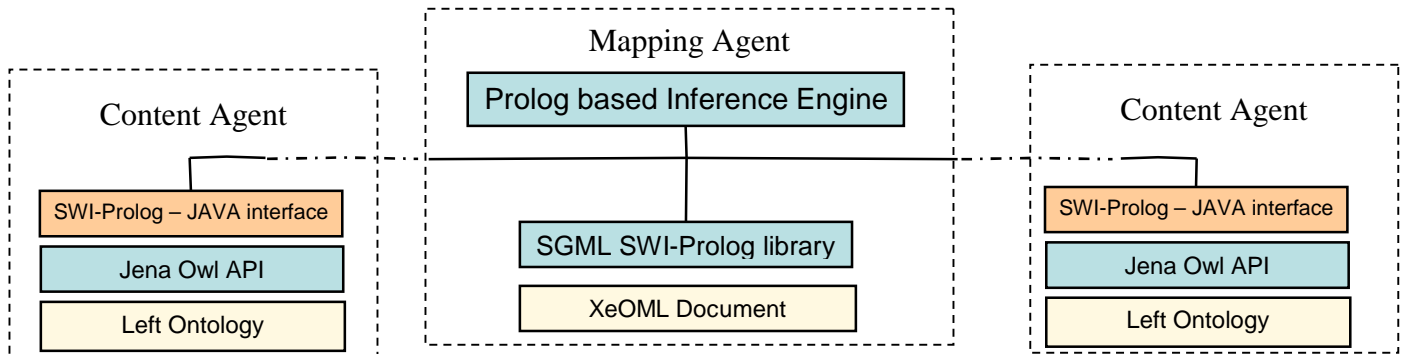 Mapping Agent
Prolog based Inference Engine
SGML SWI-Prolog library
XeOML Document
Content Agent
SWI-Prolog – JAVA interface
Jena Owl API
Left Ontology
Content Agent
SWI-Prolog – JAVA interface
Jena Owl API
Left Ontology